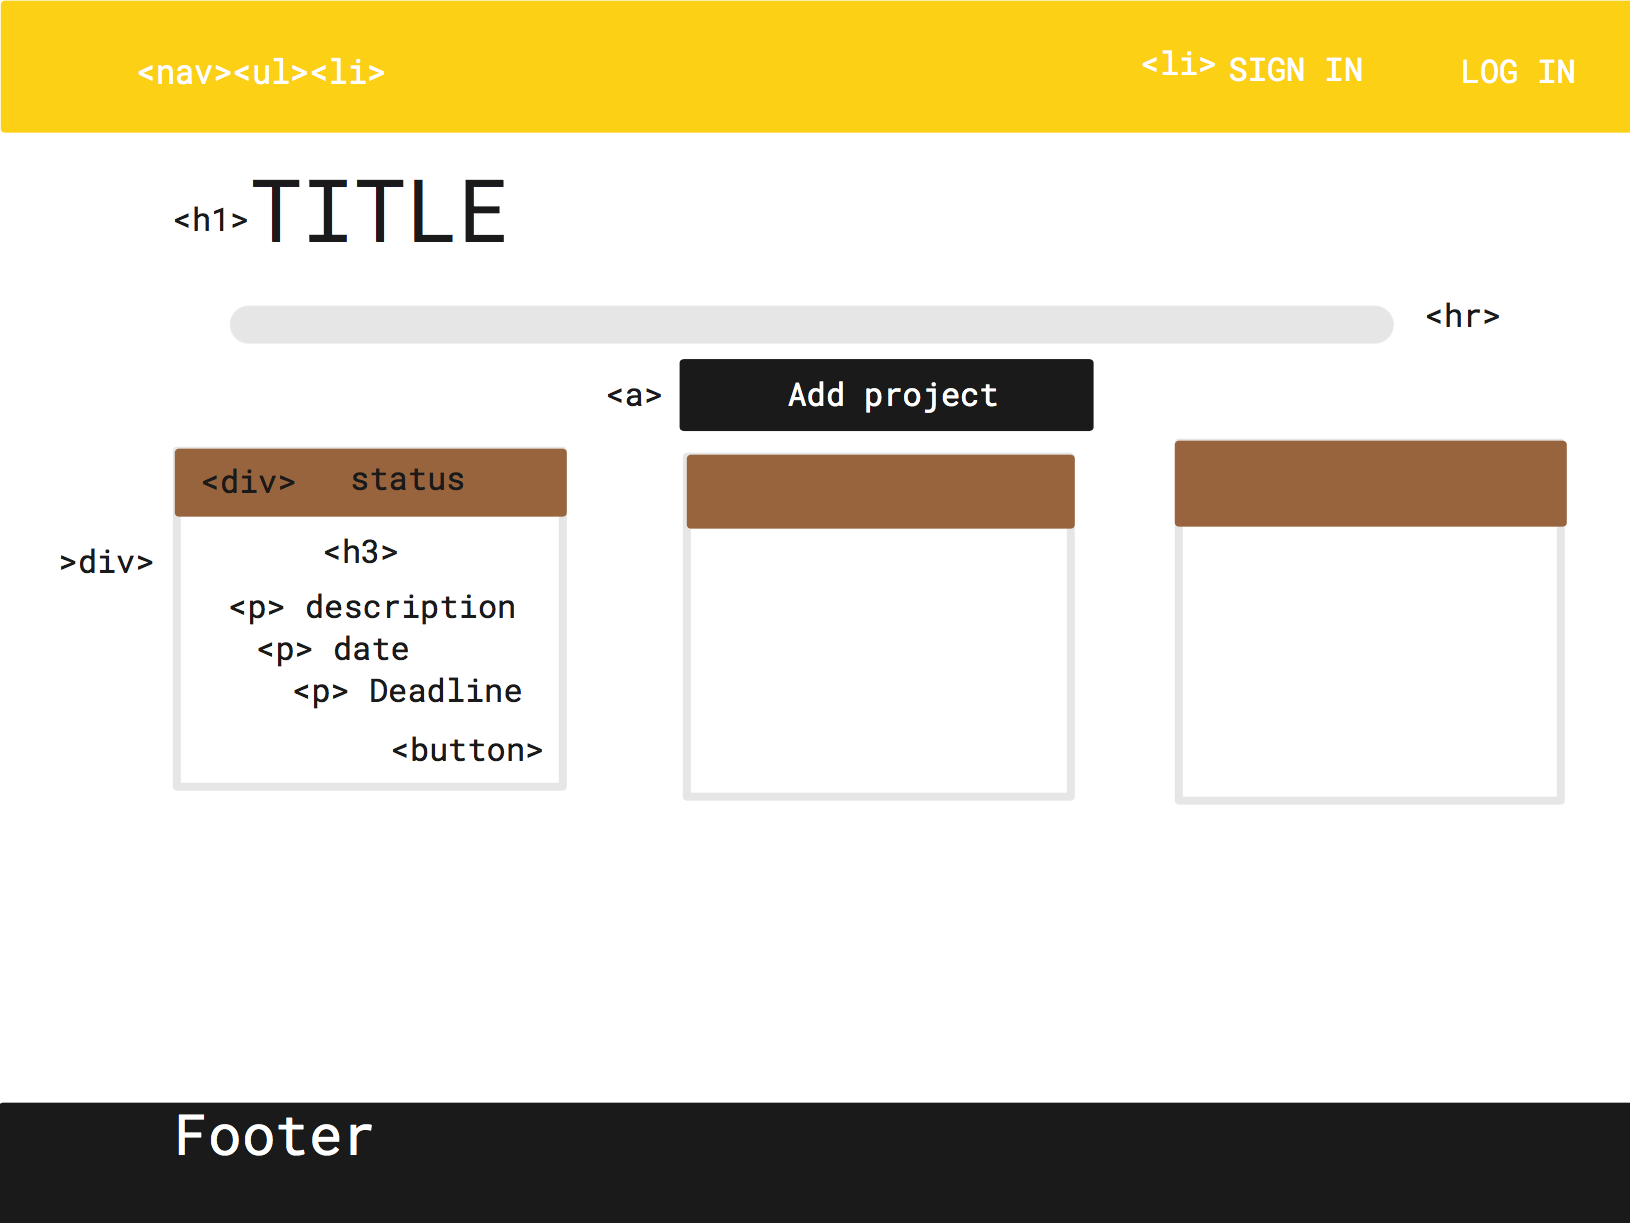 <nav><ul><li>
<li> SIGN IN
LOG IN
<h1>TITLE
<hr>
<a> Add project
<div> status
>div>
<h3>
<p> description
<p> date
<p> Deadline
<button>
Footer